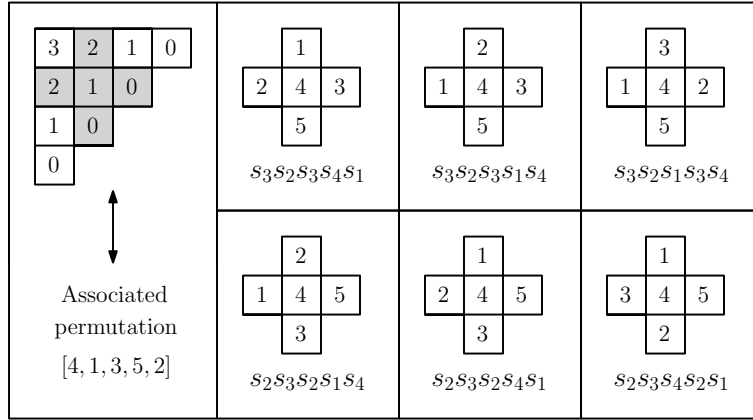 3 2 1 0
2 1 0
1 0
0
Associated
permutation
[4, 1, 3, 5, 2]
1
2 4 3
5
s₃s₂s₃s₄s₁
2
1 4 3
5
s₃s₂s₃s₁s₄
3
1 4 2
5
s₃s₂s₁s₃s₄
2
1 4 5
3
s₂s₃s₂s₁s₄
1
2 4 5
3
s₂s₃s₂s₄s₁
1
3 4 5
2
s₂s₃s₄s₂s₁